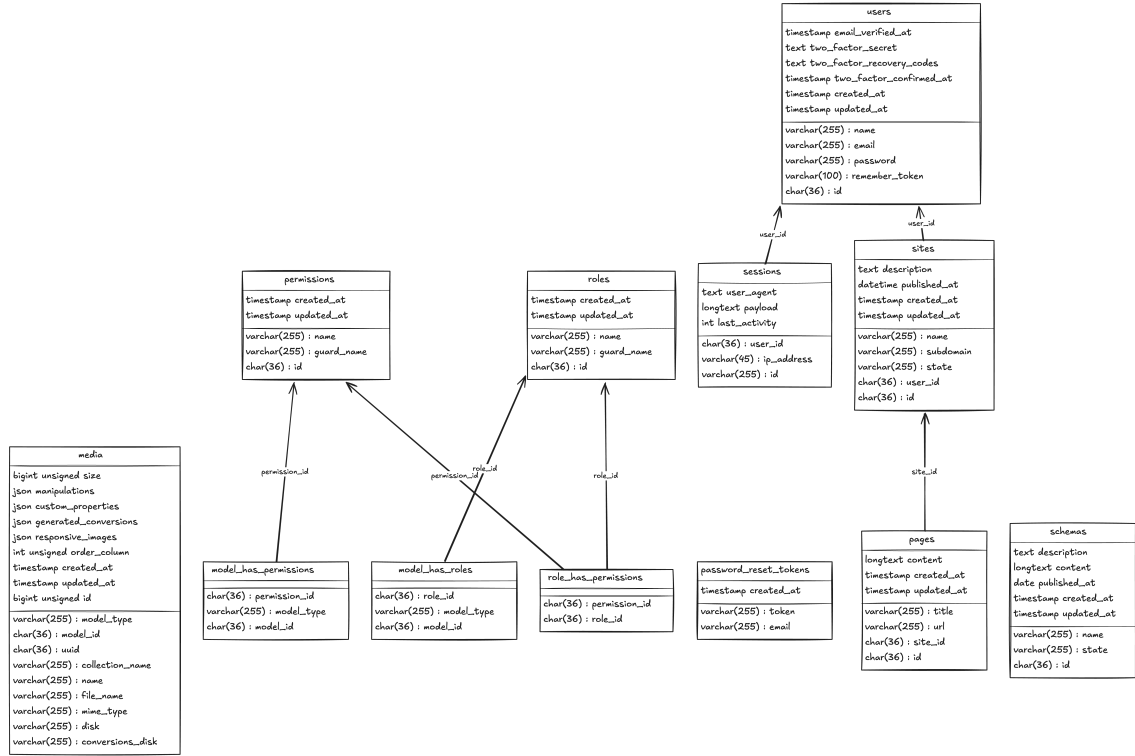 users
timestamp email_verified_at
text two_factor_secret
text two_factor_recovery_codes
timestamp two_factor_confirmed_at
timestamp created_at
timestamp updated_at
varchar(255) : name
varchar(255) : email
varchar(255) : password
varchar(100) : remember_token
char(36) : id
user_id
user_id
permissions
timestamp created_at
timestamp updated_at
varchar(255) : name
varchar(255) : guard_name
char(36) : id
roles
timestamp created_at
timestamp updated_at
varchar(255) : name
varchar(255) : guard_name
char(36) : id
sessions
text user_agent
longtext payload
int last_activity
char(36) : user_id
varchar(45) : ip_address
varchar(255) : id
sites
text description
datetime published_at
timestamp created_at
timestamp updated_at
varchar(255) : name
varchar(255) : subdomain
varchar(255) : state
char(36) : user_id
char(36) : id
permission_id
permission_id
role_id
role_id
site_id
media
bigint unsigned size
json manipulations
json custom_properties
json generated_conversions
json responsive_images
int unsigned order_column
timestamp created_at
timestamp updated_at
bigint unsigned id
varchar(255) : model_type
char(36) : model_id
char(36) : uuid
varchar(255) : collection_name
varchar(255) : name
varchar(255) : file_name
varchar(255) : mime_type
varchar(255) : disk
varchar(255) : conversions_disk
model_has_permissions
char(36) : permission_id
varchar(255) : model_type
char(36) : model_id
model_has_roles
char(36) : role_id
varchar(255) : model_type
char(36) : model_id
role_has_permissions
char(36) : permission_id
char(36) : role_id
password_reset_tokens
timestamp created_at
varchar(255) : token
varchar(255) : email
pages
longtext content
timestamp created_at
timestamp updated_at
varchar(255) : title
varchar(255) : url
char(36) : site_id
char(36) : id
schemas
text description
longtext content
date published_at
timestamp created_at
timestamp updated_at
varchar(255) : name
varchar(255) : state
char(36) : id